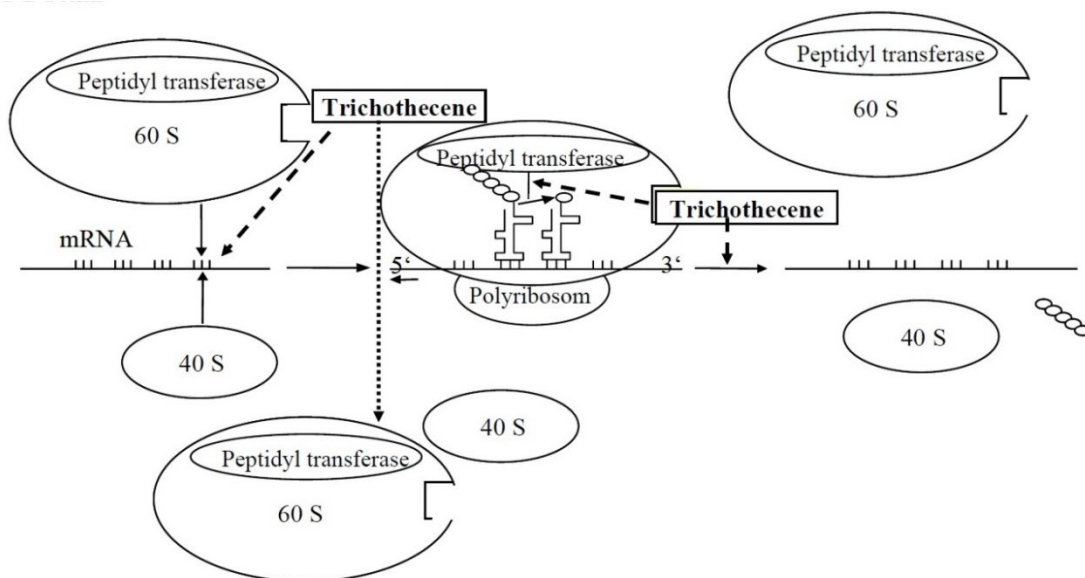 Peptidyl transferase
60 S
Trichothecene
Peptidyl transferase
60 S
Peptidyl transferase
Trichothecene
mRNA
5‘
3‘
Polyribosom
40 S
40 S
40 S
Peptidyl transferase
60 S